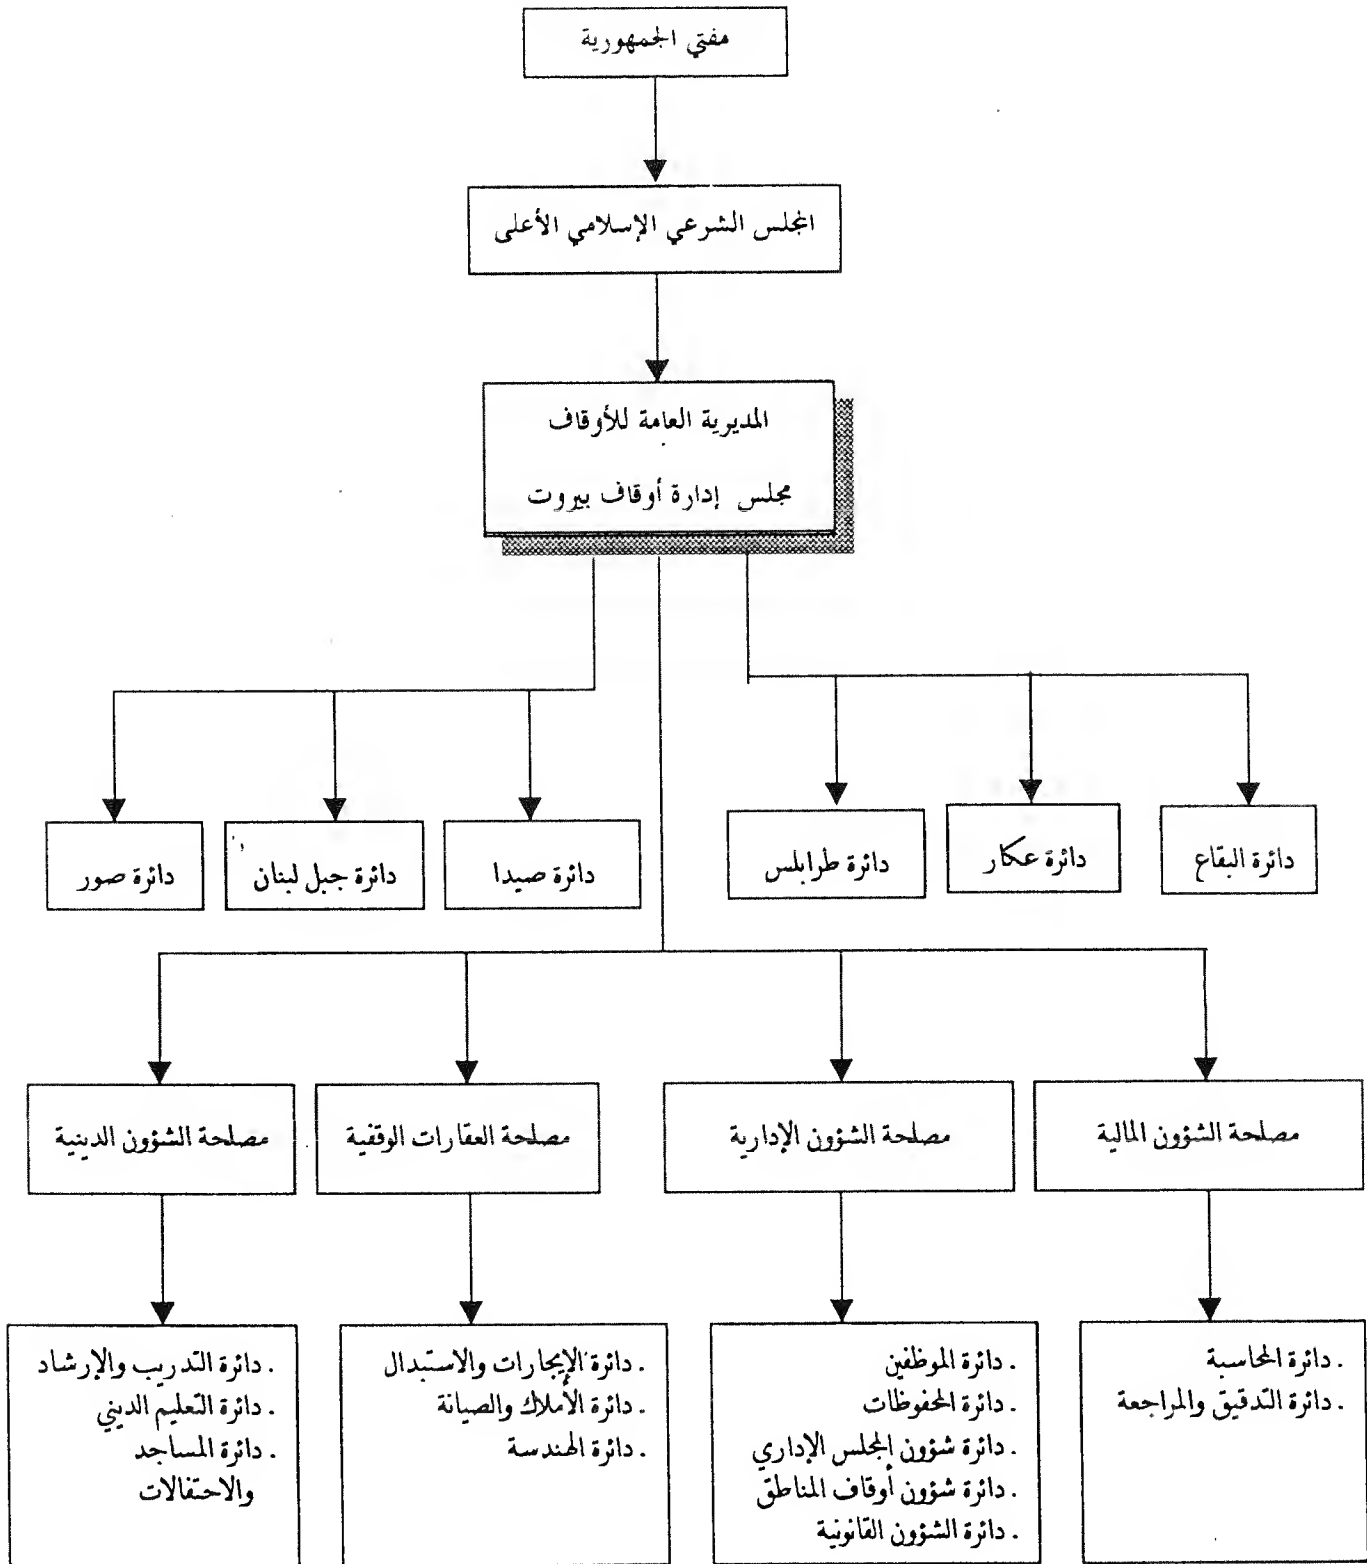 مفتي الجمهورية
المجلس الشرعي الإسلامي الأعلى
المديرية العامة للأوقاف
مجلس إدارة أوقاف بيروت
دائرة البقاع
دائرة عكار
دائرة طرابلس
دائرة صيدا
دائرة جبل لبنان
دائرة صور
مصلحة الشؤون المالية
مصلحة الشؤون الإدارية
مصلحة العقارات الوقفية
مصلحة الشؤون الدينية
. دائرة المحاسبة
. دائرة التدقيق والمراجعة
. دائرة الموظفين
. دائرة المحفوظات
. دائرة شؤون المجلس الإداري
. دائرة شؤون أوقاف المناطق
. دائرة الشؤون القانونية
. دائرة الإيجارات والاستبدال
. دائرة الأملاك والصيانة
. دائرة الهندسة
. دائرة التدريب والإرشاد
. دائرة التعليم الديني
. دائرة المساجد
والاحتفالات